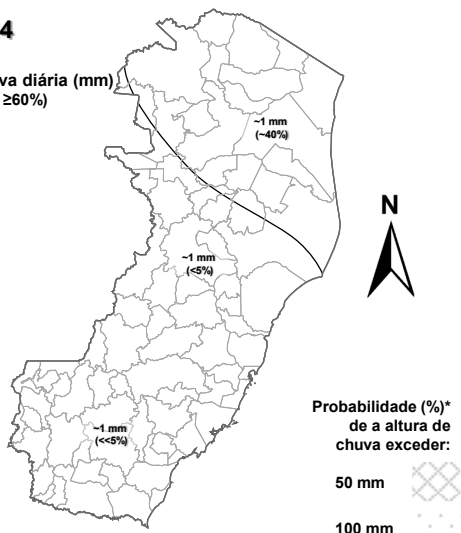 4
va diária (mm)
≥60%)
~1 mm
(~40%)
N
~1 mm
(<5%)
~1 mm
(<<5%)
Probabilidade (%)*
de a altura de
chuva exceder:
50 mm
100 mm